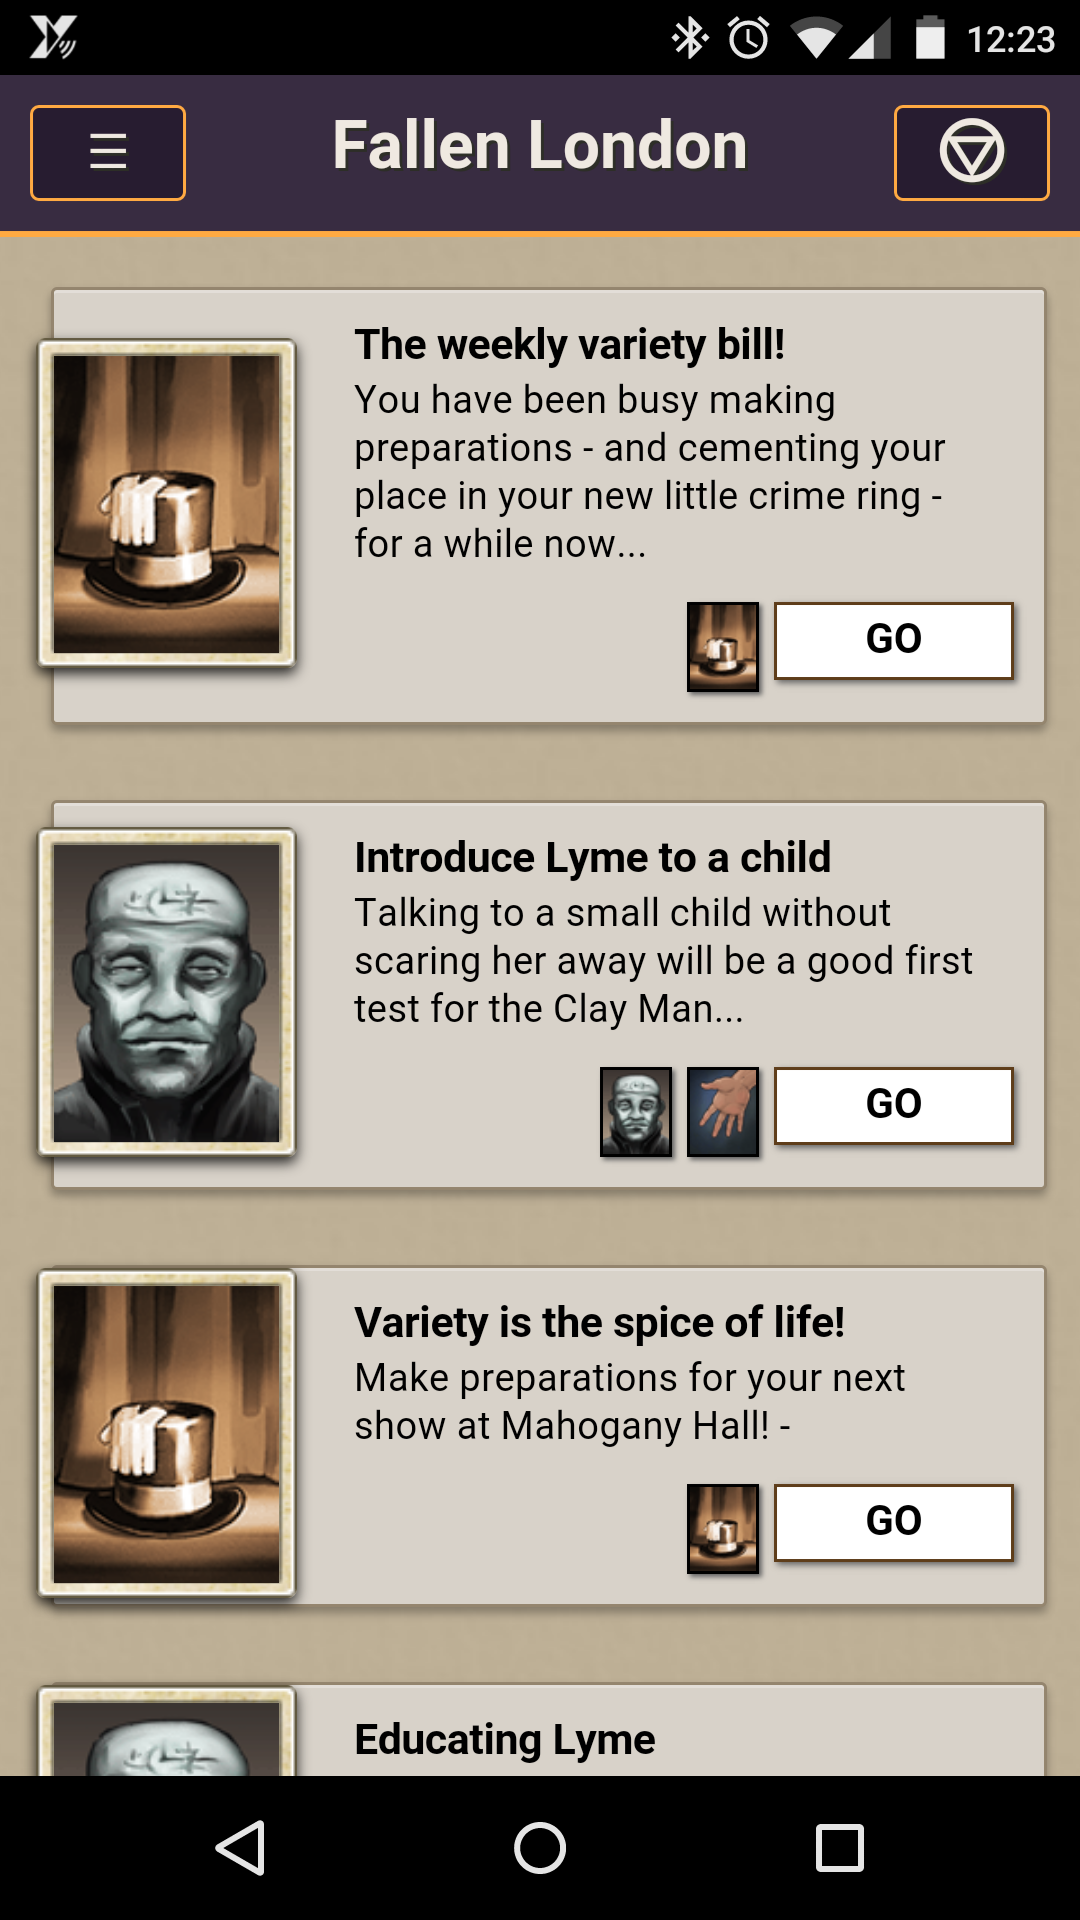 12:23
Fallen London
The weekly variety bill!
You have been busy making
preparations - and cementing your
place in your new little crime ring -
for a while now...
GO
Introduce Lyme to a child
Talking to a small child without
scaring her away will be a good first
test for the Clay Man...
GO
Variety is the spice of life!
Make preparations for your next
show at Mahogany Hall! -
GO
Educating Lyme